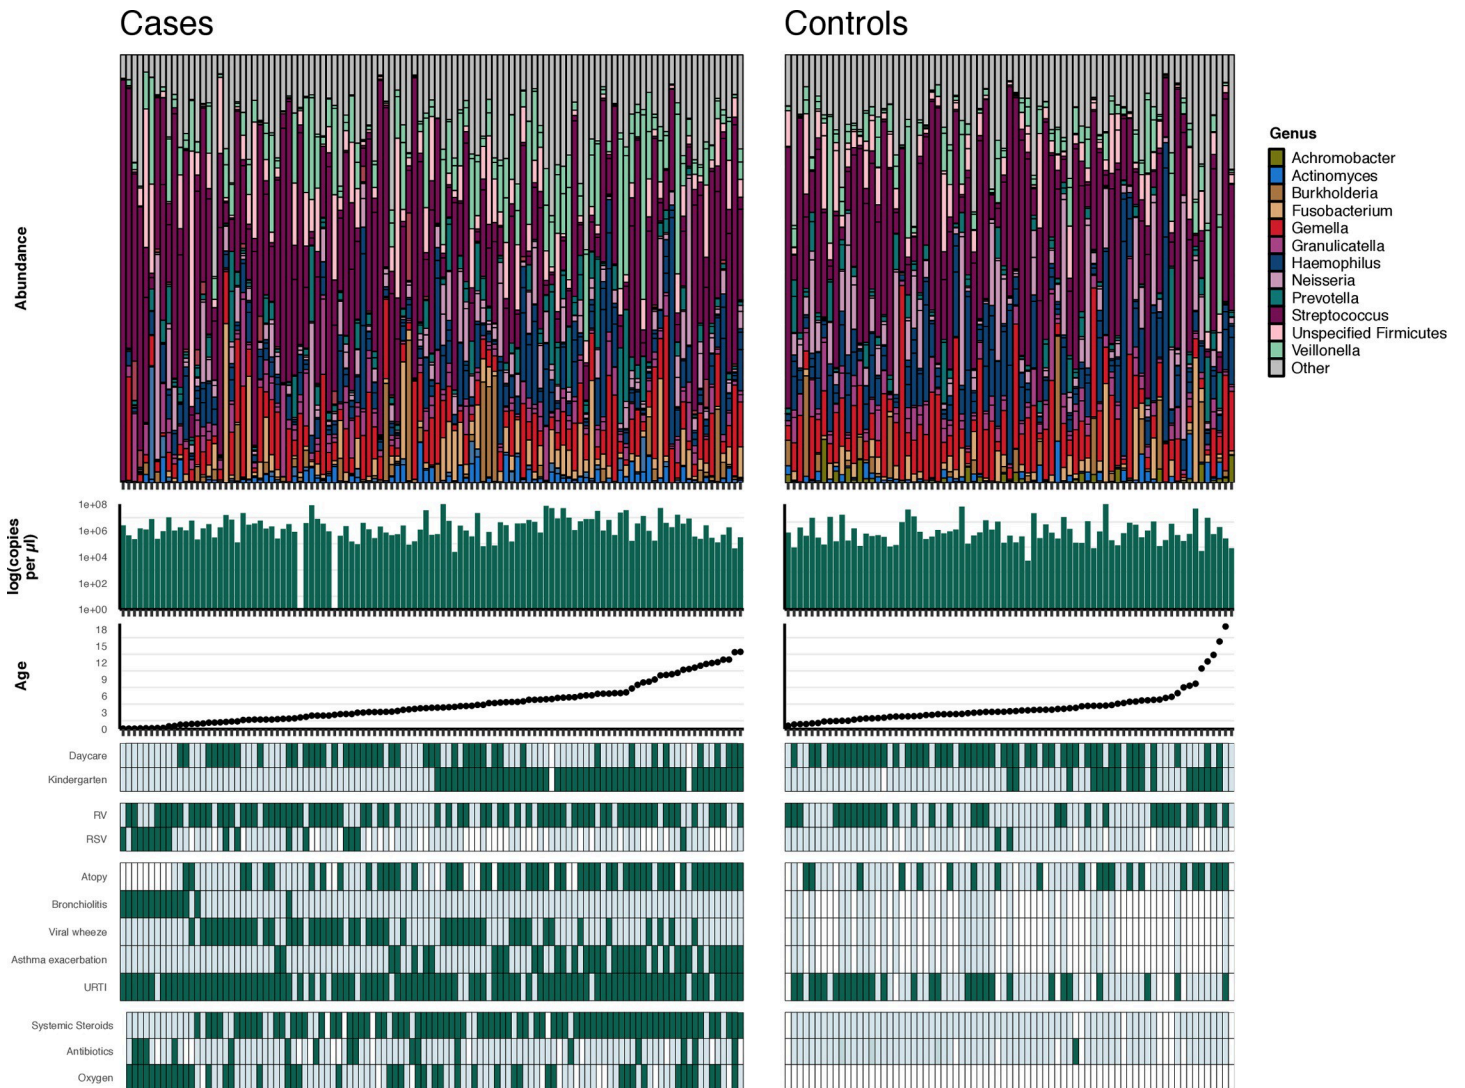 Cases
Controls
Abundance
Genus
Achromobacter
Actinomyces
Burkholderia
Fusobacterium
Gemella
Granulicatella
Haemophilus
Neisseria
Prevotella
Streptococcus
Unspecified Firmicutes
Veillonella
Other
log(copies
per µl)
1e+08
1e+06
1e+04
1e+02
1e+00
Age
18
15
12
9
6
3
0
Daycare
Kindergarten
RV
RSV
Atopy
Bronchiolitis
Viral wheeze
Asthma exacerbation
URTI
Systemic Steroids
Antibiotics
Oxygen